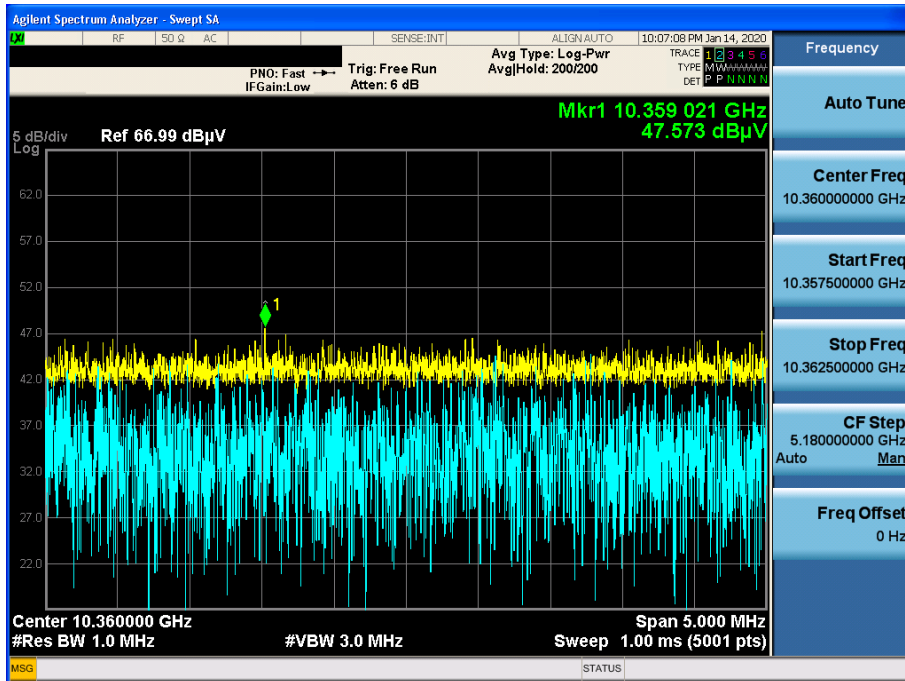 Agilent Spectrum Analyzer - Swept SA
LXI RF 50 Ω AC SENSE:INT ALIGN AUTO 10:07:08 PM Jan 14, 2020
Frequency
PNO: Fast
IFGain:Low
Trig: Free Run
Atten: 6 dB
Avg Type: Log-Pwr
Avg|Hold: 200/200
TRACE 1 2 3 4 5 6
TYPE MWWWWW
DET P P N N N N
Auto Tune
Mkr1 10.359 021 GHz
47.573 dBµV
5 dB/div Ref 66.99 dBµV
Log
62.0
57.0
52.0
47.0
42.0
37.0
32.0
27.0
22.0
1
Center Freq
10.360000000 GHz
Start Freq
10.357500000 GHz
Stop Freq
10.362500000 GHz
CF Step
5.180000000 GHz
Auto Man
Freq Offset
0 Hz
Center 10.360000 GHz Span 5.000 MHz
#Res BW 1.0 MHz #VBW 3.0 MHz Sweep 1.00 ms (5001 pts)
MSG STATUS